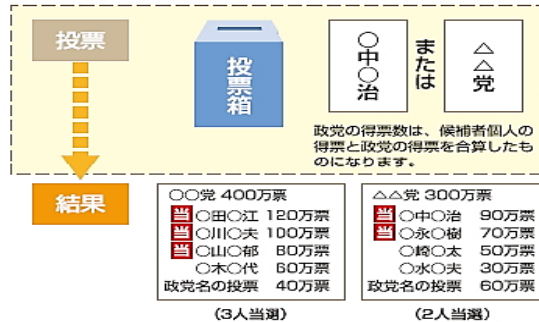 投票
投票箱
○中○治
または
△△党
政党の得票数は、候補者個人の
得票と政党の得票を合算したも
のになります。
結果
○○党 400万票
当 ○田○江 120万票
当 ○川○夫 100万票
当 ○山○郁 80万票
○木○代 60万票
政党名の投票 40万票
(3人当選)
△△党 300万票
当 ○中○治 90万票
当 ○永○樹 70万票
○崎○太 50万票
○水○夫 30万票
政党名の投票 60万票
(2人当選)